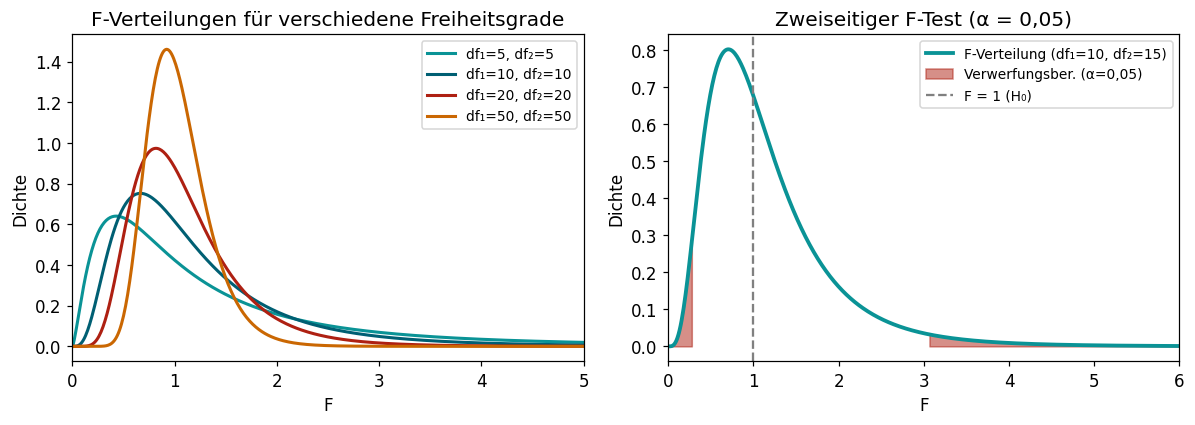 F-Verteilungen für verschiedene Freiheitsgrade
Dichte
1.4
1.2
1.0
0.8
0.6
0.4
0.2
0.0
df₁=5, df₂=5
df₁=10, df₂=10
df₁=20, df₂=20
df₁=50, df₂=50
0 1 2 3 4 5
F
Zweiseitiger F-Test (α = 0,05)
Dichte
0.8
0.7
0.6
0.5
0.4
0.3
0.2
0.1
0.0
F-Verteilung (df₁=10, df₂=15)
Verwerfungsber. (α=0,05)
F = 1 (H₀)
0 1 2 3 4 5 6
F